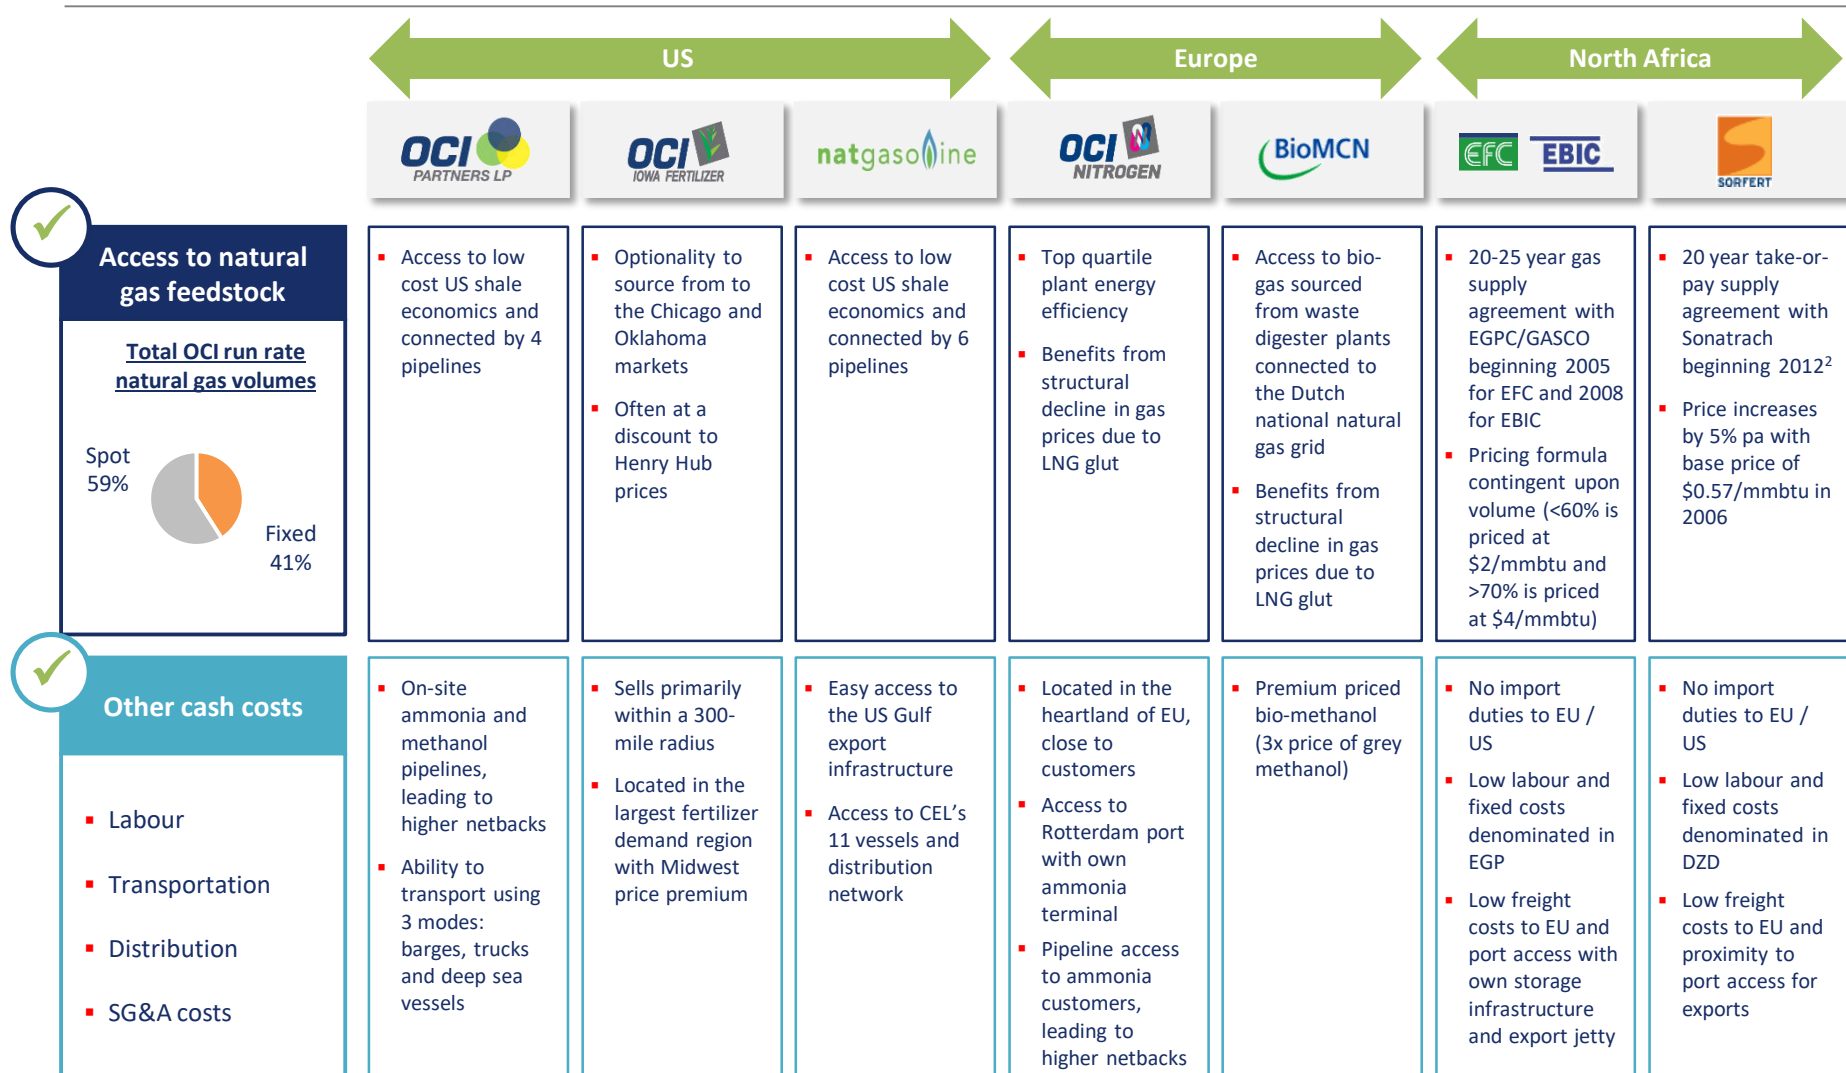 US
Europe
North Africa
OCI
PARTNERS LP
OCI
IOWA FERTILIZER
natgasoline
OCI
NITROGEN
BioMCN
EFC
EBIC
SORFERT
Access to natural
gas feedstock
Total OCI run rate
natural gas volumes
Spot
59%
Fixed
41%
▪ Access to low
cost US shale
economics and
connected by 4
pipelines
▪ Optionality to
source from to
the Chicago and
Oklahoma
markets
▪ Often at a
discount to
Henry Hub
prices
▪ Access to low
cost US shale
economics and
connected by 6
pipelines
▪ Top quartile
plant energy
efficiency
▪ Benefits from
structural
decline in gas
prices due to
LNG glut
▪ Access to bio-
gas sourced
from waste
digester plants
connected to
the Dutch
national natural
gas grid
▪ Benefits from
structural
decline in gas
prices due to
LNG glut
▪ 20-25 year gas
supply
agreement with
EGPC/GASCO
beginning 2005
for EFC and 2008
for EBIC
▪ Pricing formula
contingent upon
volume (<60% is
priced at
$2/mmbtu and
>70% is priced
at $4/mmbtu)
▪ 20 year take-or-
pay supply
agreement with
Sonatrach
beginning 2012²
▪ Price increases
by 5% pa with
base price of
$0.57/mmbtu in
2006
Other cash costs
▪ Labour
▪ Transportation
▪ Distribution
▪ SG&A costs
▪ On-site
ammonia and
methanol
pipelines,
leading to
higher netbacks
▪ Ability to
transport using
3 modes:
barges, trucks
and deep sea
vessels
▪ Sells primarily
within a 300-
mile radius
▪ Located in the
largest fertilizer
demand region
with Midwest
price premium
▪ Easy access to
the US Gulf
export
infrastructure
▪ Access to CEL’s
11 vessels and
distribution
network
▪ Located in the
heartland of EU,
close to
customers
▪ Access to
Rotterdam port
with own
ammonia
terminal
▪ Pipeline access
to ammonia
customers,
leading to
higher netbacks
▪ Premium priced
bio-methanol
(3x price of grey
methanol)
▪ No import
duties to EU /
US
▪ Low labour and
fixed costs
denominated in
EGP
▪ Low freight
costs to EU and
port access with
own storage
infrastructure
and export jetty
▪ No import
duties to EU /
US
▪ Low labour and
fixed costs
denominated in
DZD
▪ Low freight
costs to EU and
proximity to
port access for
exports